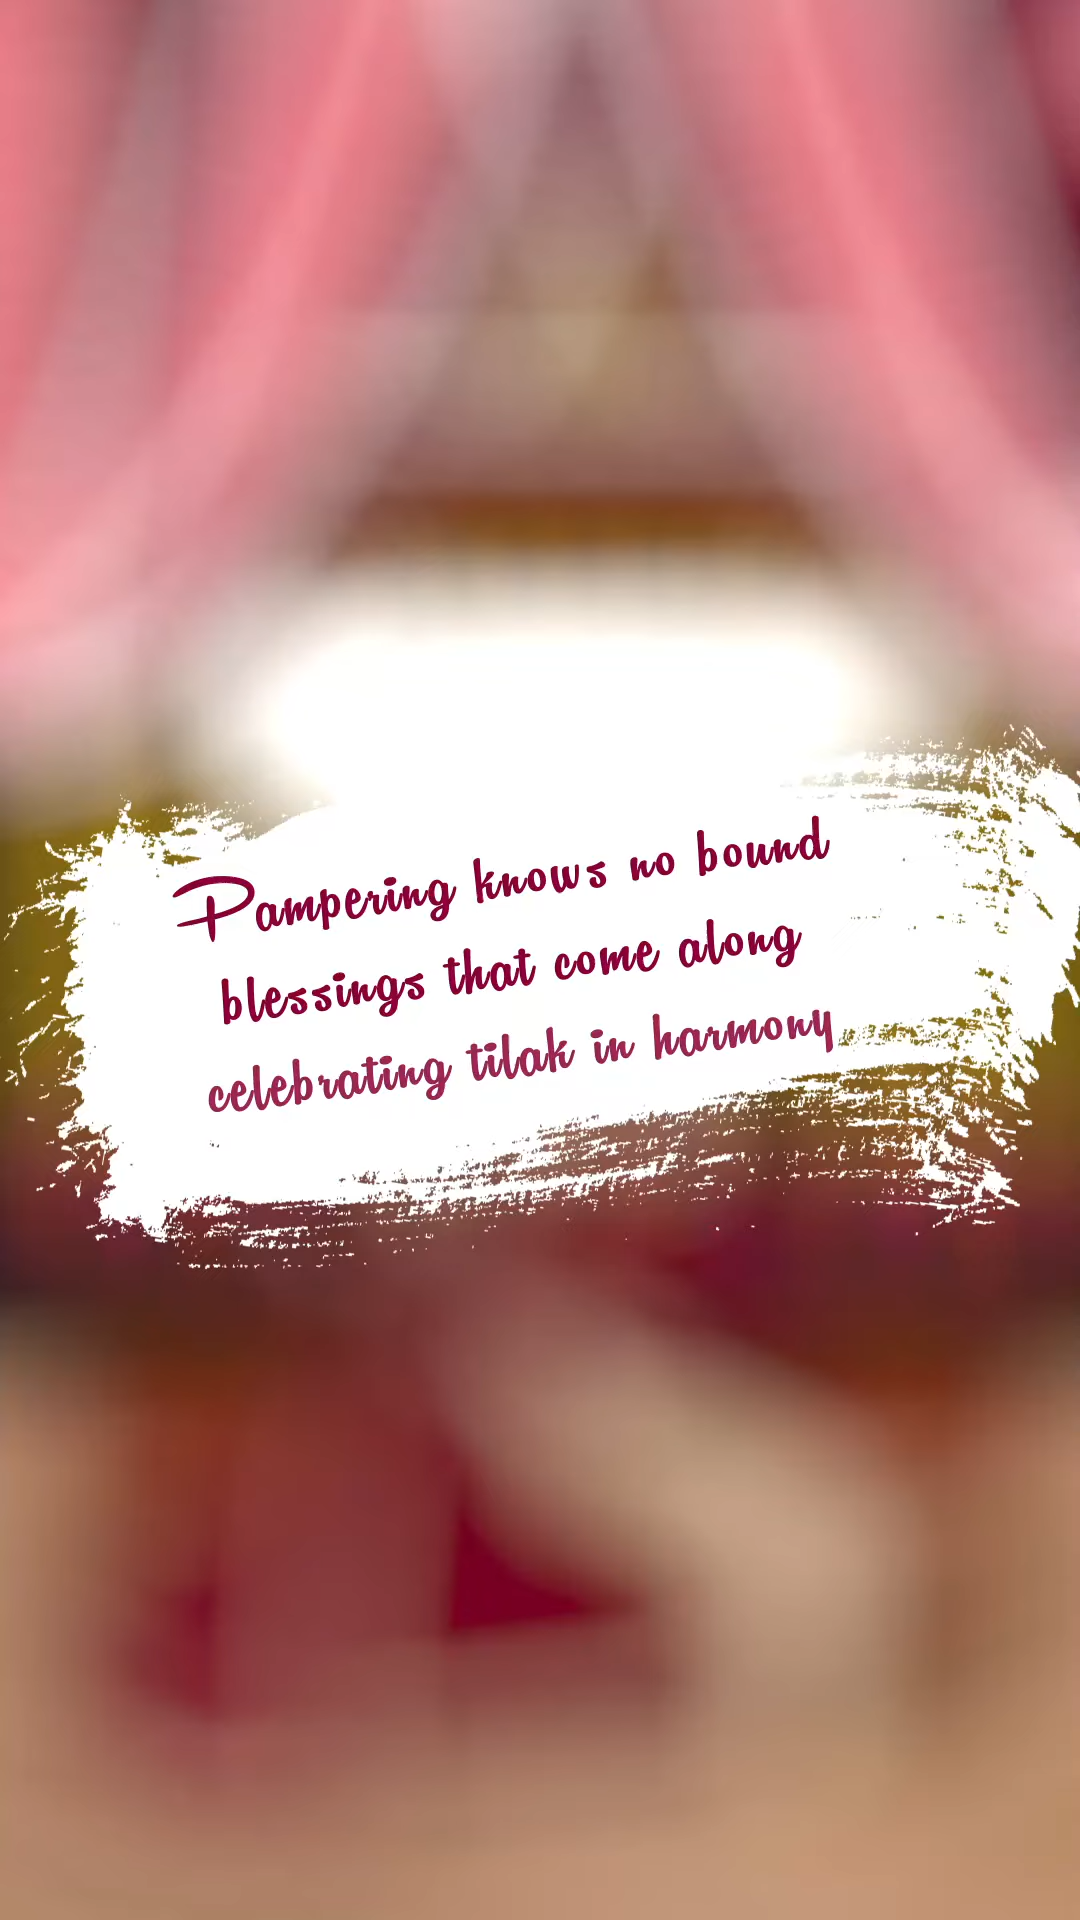 Pampering knows no bound
blessings that come along
celebrating tilak in harmony